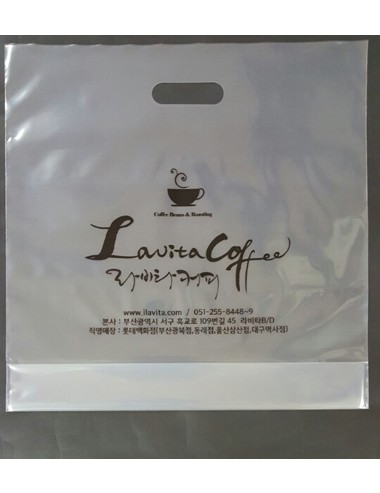 Coffee Beans & Roasting
Lavita Coffee
라비타커피
www.ilavita.com / 051-255-8448~9
본사 : 부산광역시 서구 흑교로 109번길 45 라비타B/D
직영매장 : 롯데백화점(부산광복점,동래점,울산삼산점,대구역사점)